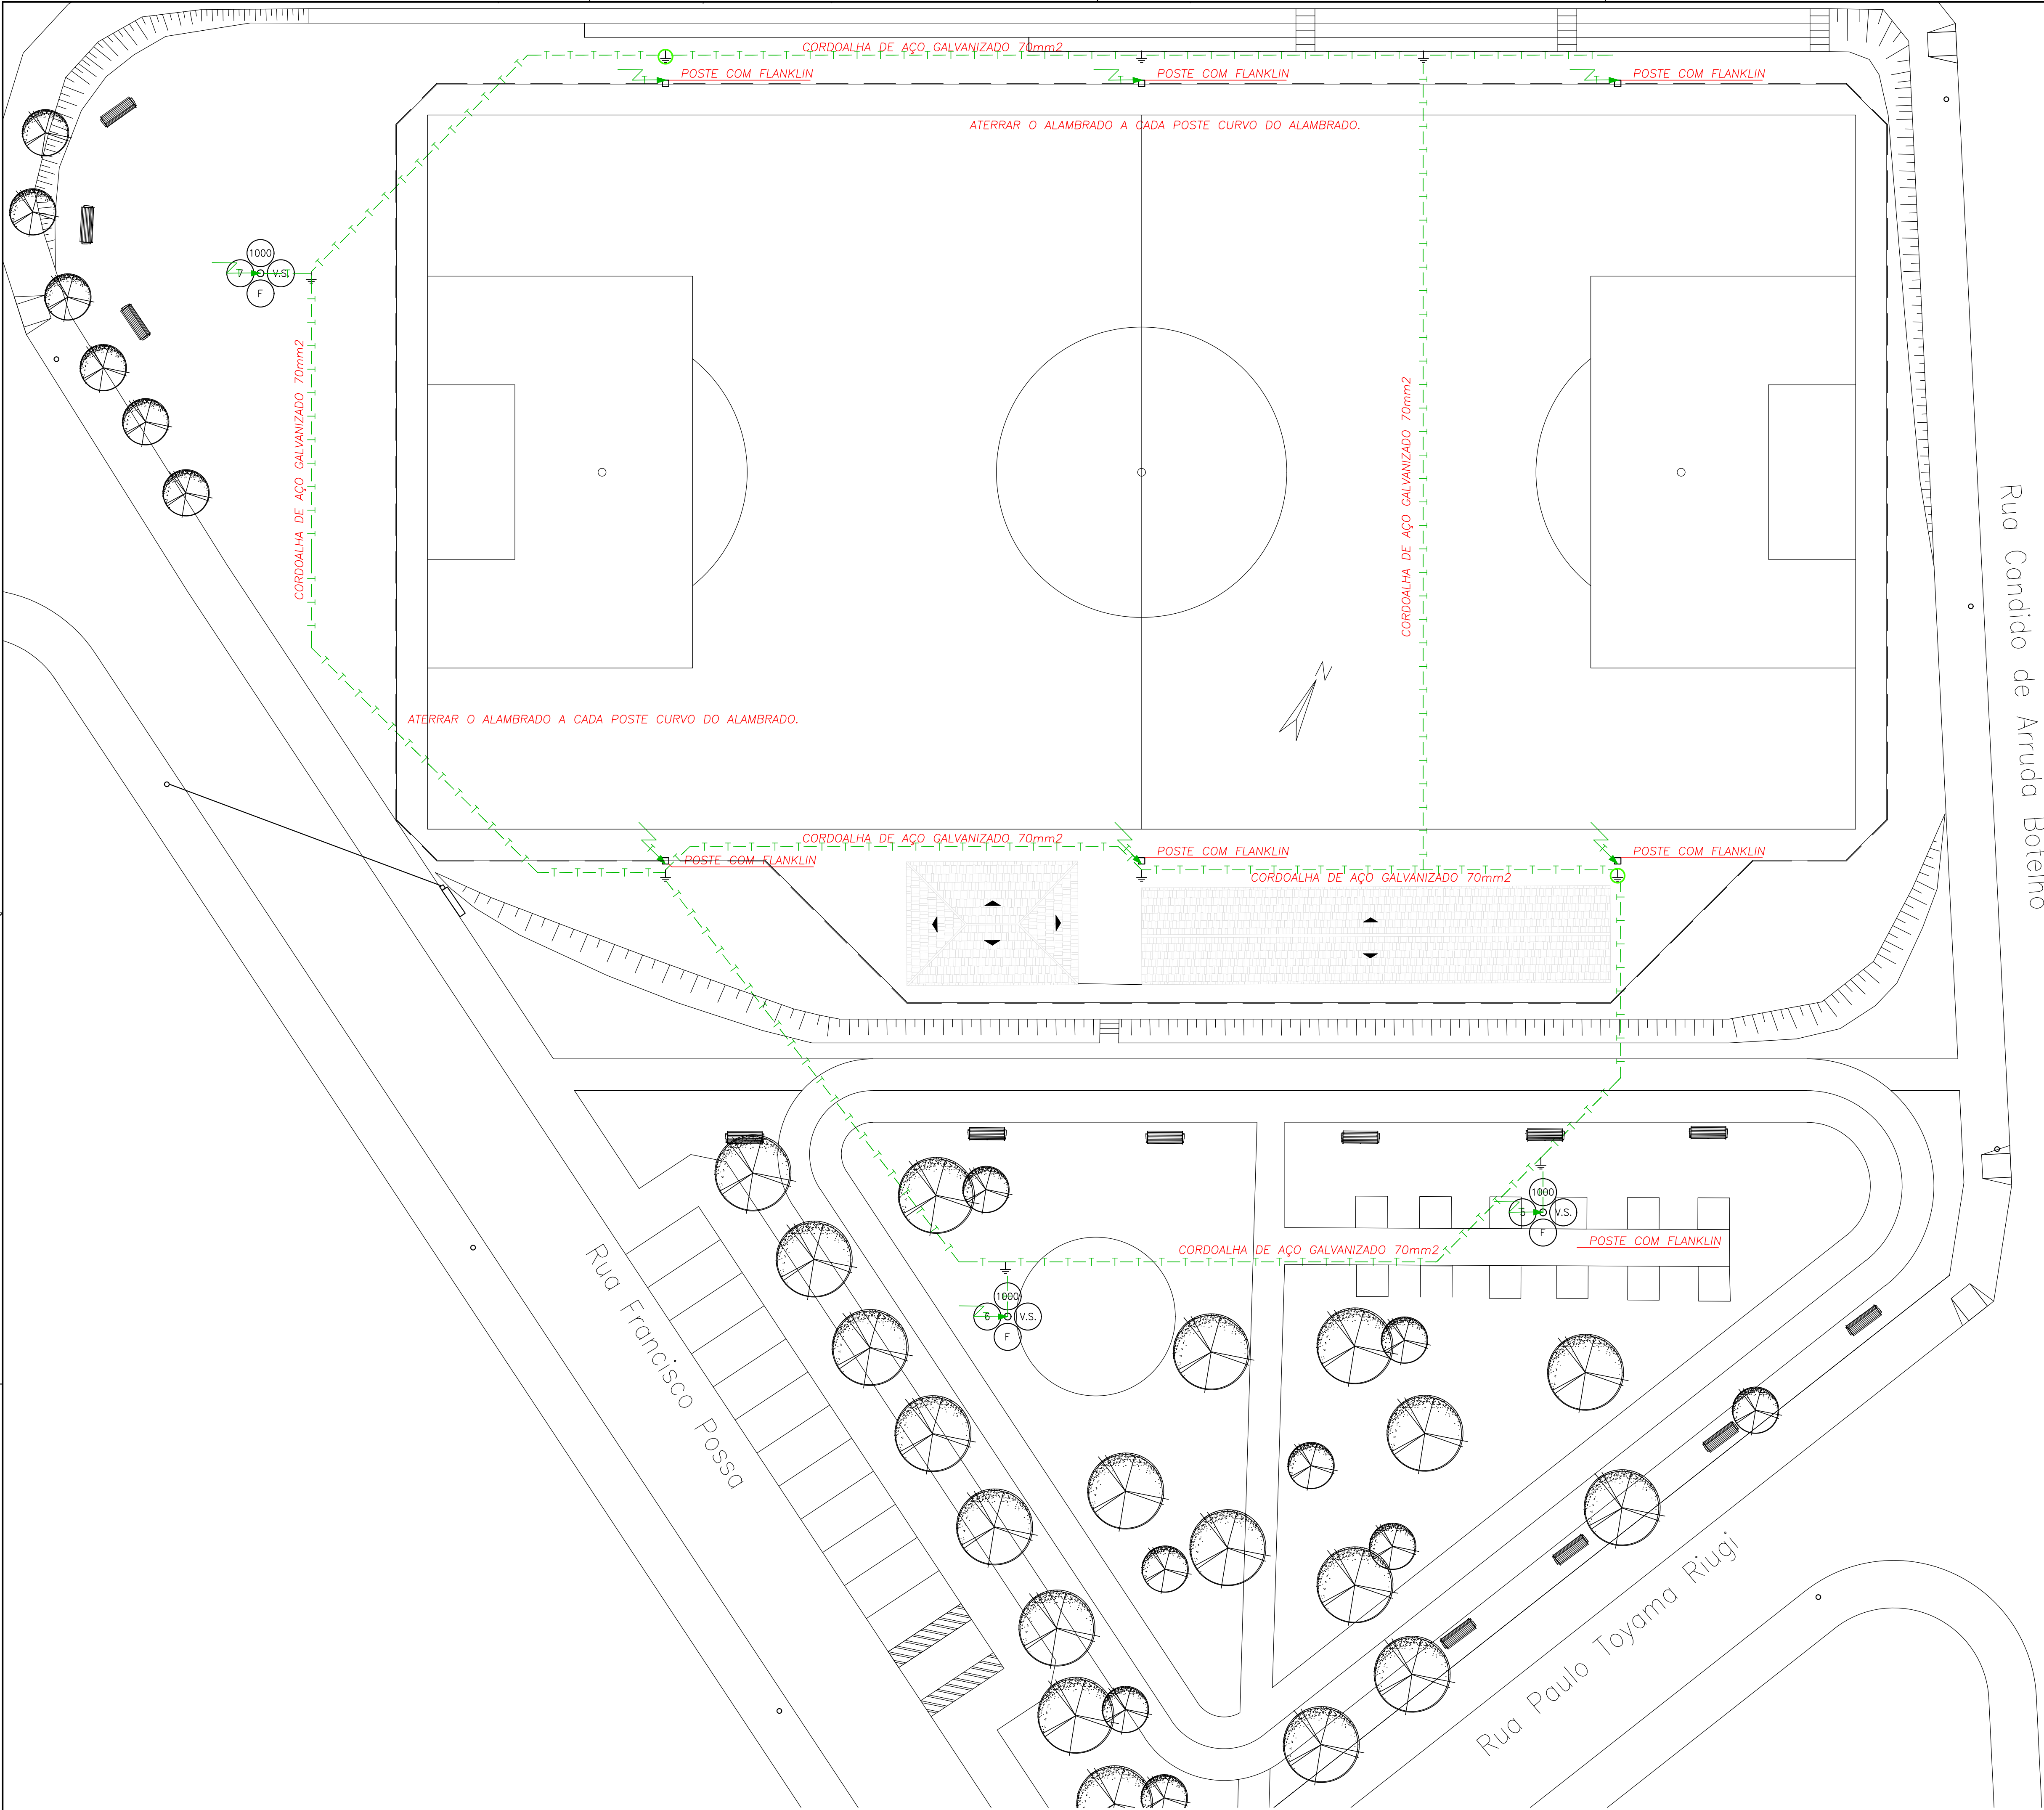 CORDOALHA DE AÇO GALVANIZADO 70mm2
POSTE COM FLANKLIN
POSTE COM FLANKLIN
POSTE COM FLANKLIN
ATERRAR O ALAMBRADO A CADA POSTE CURVO DO ALAMBRADO.
1000
7
V.S.
F
CORDOALHA DE AÇO GALVANIZADO 70mm2
CORDOALHA DE AÇO GALVANIZADO 70mm2
Rua Candido de Arruda Botelho
N
ATERRAR O ALAMBRADO A CADA POSTE CURVO DO ALAMBRADO.
CORDOALHA DE AÇO GALVANIZADO 70mm2
POSTE COM FLANKLIN
POSTE COM FLANKLIN
POSTE COM FLANKLIN
CORDOALHA DE AÇO GALVANIZADO 70mm2
1000
5
V.S.
F
POSTE COM FLANKLIN
CORDOALHA DE AÇO GALVANIZADO 70mm2
1000
6
V.S.
F
Rua Francisco Possa
Rua Paulo Toyama Riugi